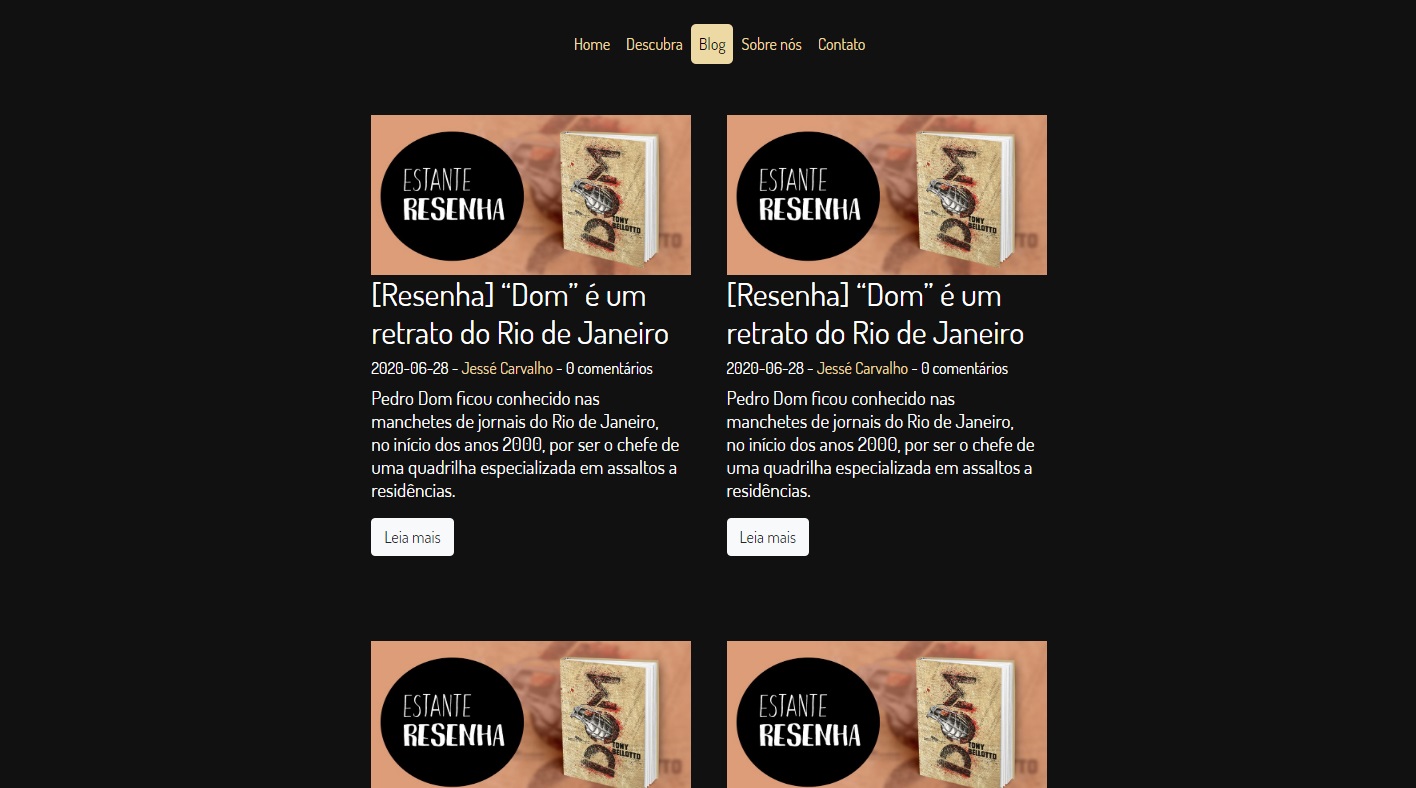 Home Descubra Blog Sobre nós Contato
ESTANTE
RESENHA
DOM
TONY
BELLOTTO
TTO
[Resenha] “Dom” é um
retrato do Rio de Janeiro
2020-06-28 - Jessé Carvalho - 0 comentários
Pedro Dom ficou conhecido nas
manchetes de jornais do Rio de Janeiro,
no início dos anos 2000, por ser o chefe de
uma quadrilha especializada em assaltos a
residências.
Leia mais
ESTANTE
RESENHA
DOM
TONY
BELLOTTO
TTO
[Resenha] “Dom” é um
retrato do Rio de Janeiro
2020-06-28 - Jessé Carvalho - 0 comentários
Pedro Dom ficou conhecido nas
manchetes de jornais do Rio de Janeiro,
no início dos anos 2000, por ser o chefe de
uma quadrilha especializada em assaltos a
residências.
Leia mais
ESTANTE
RESENHA
DOM
TONY
BELLOTTO
TTO
ESTANTE
RESENHA
DOM
TONY
BELLOTTO
TTO